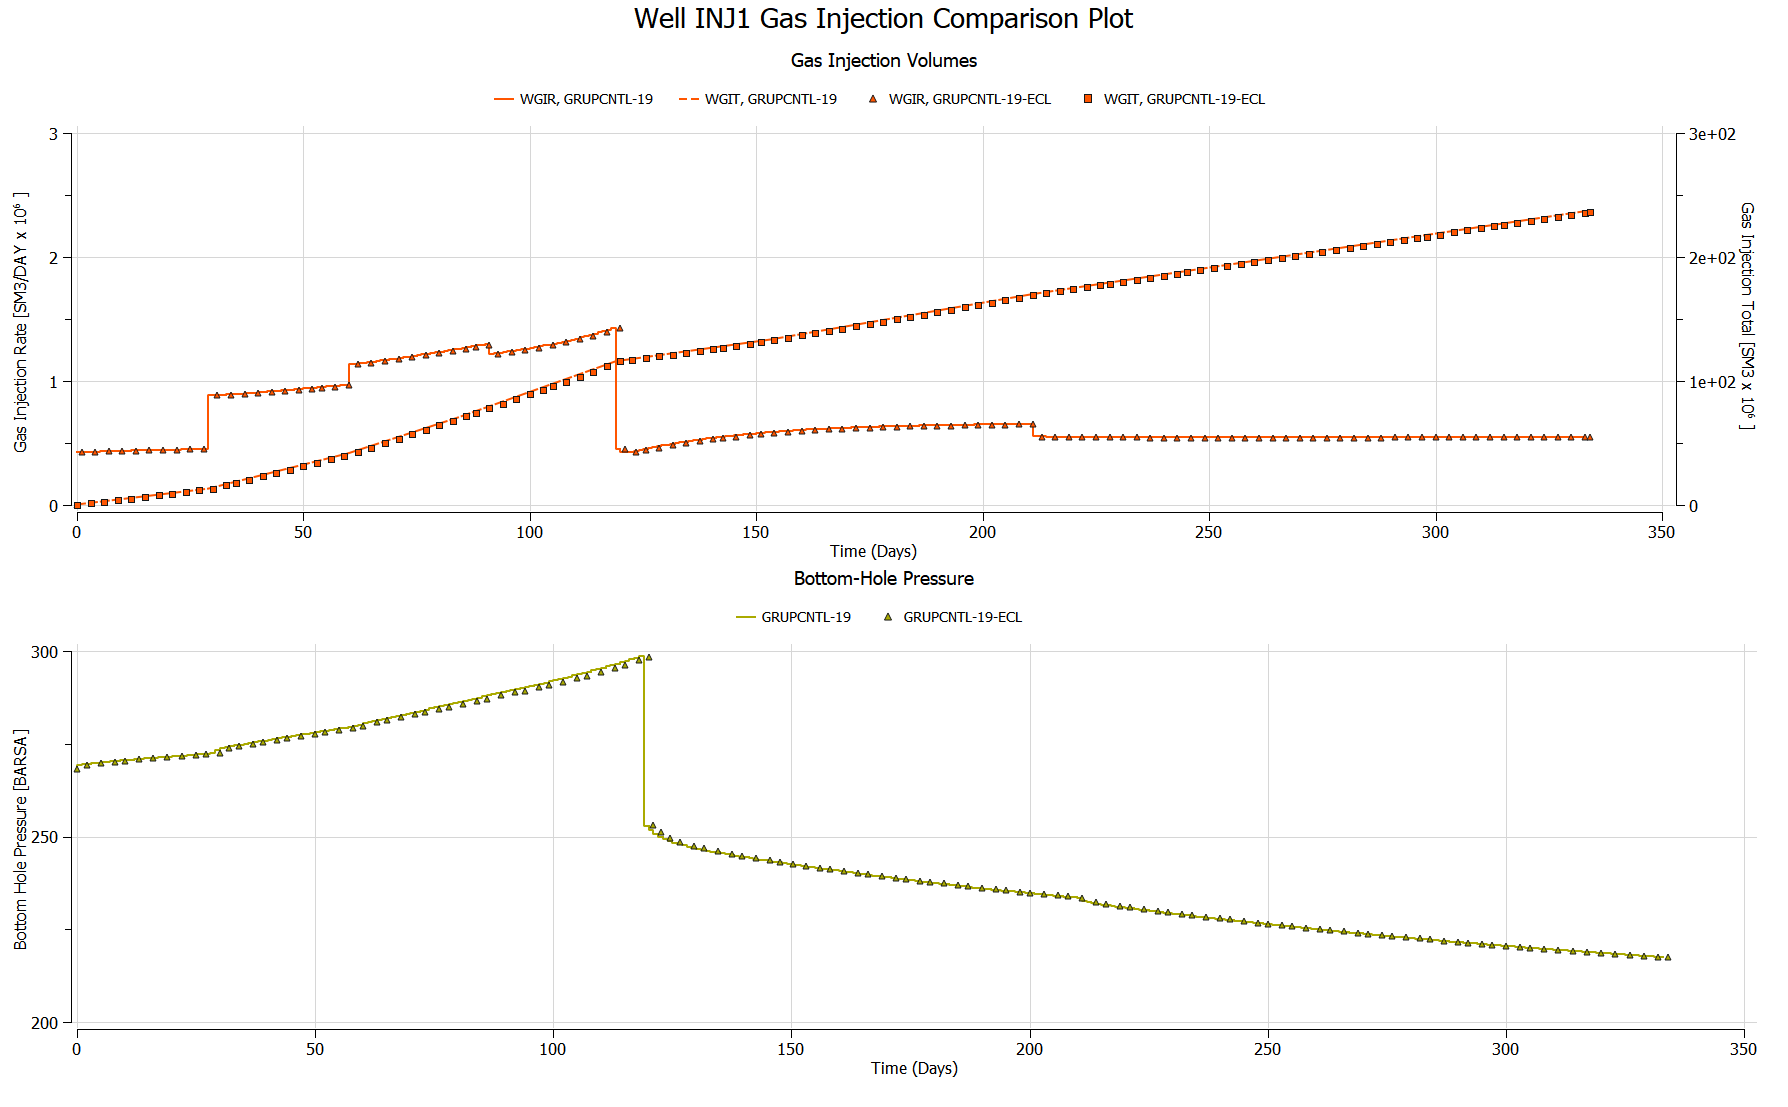 Well INJ1 Gas Injection Comparison Plot
Gas Injection Volumes
WGIR, GRUPCNTL-19 WGIT, GRUPCNTL-19 WGIR, GRUPCNTL-19-ECL WGIT, GRUPCNTL-19-ECL
Gas Injection Rate [SM3/DAY x 10⁶ ]
3
2
1
0
3e+02
2e+02
1e+02
0
Gas Injection Total [SM3 x 10⁶ ]
0 50 100 150 200 250 300 350
Time (Days)
Bottom-Hole Pressure
GRUPCNTL-19 GRUPCNTL-19-ECL
Bottom Hole Pressure [BARSA]
300
250
200
0 50 100 150 200 250 300 350
Time (Days)